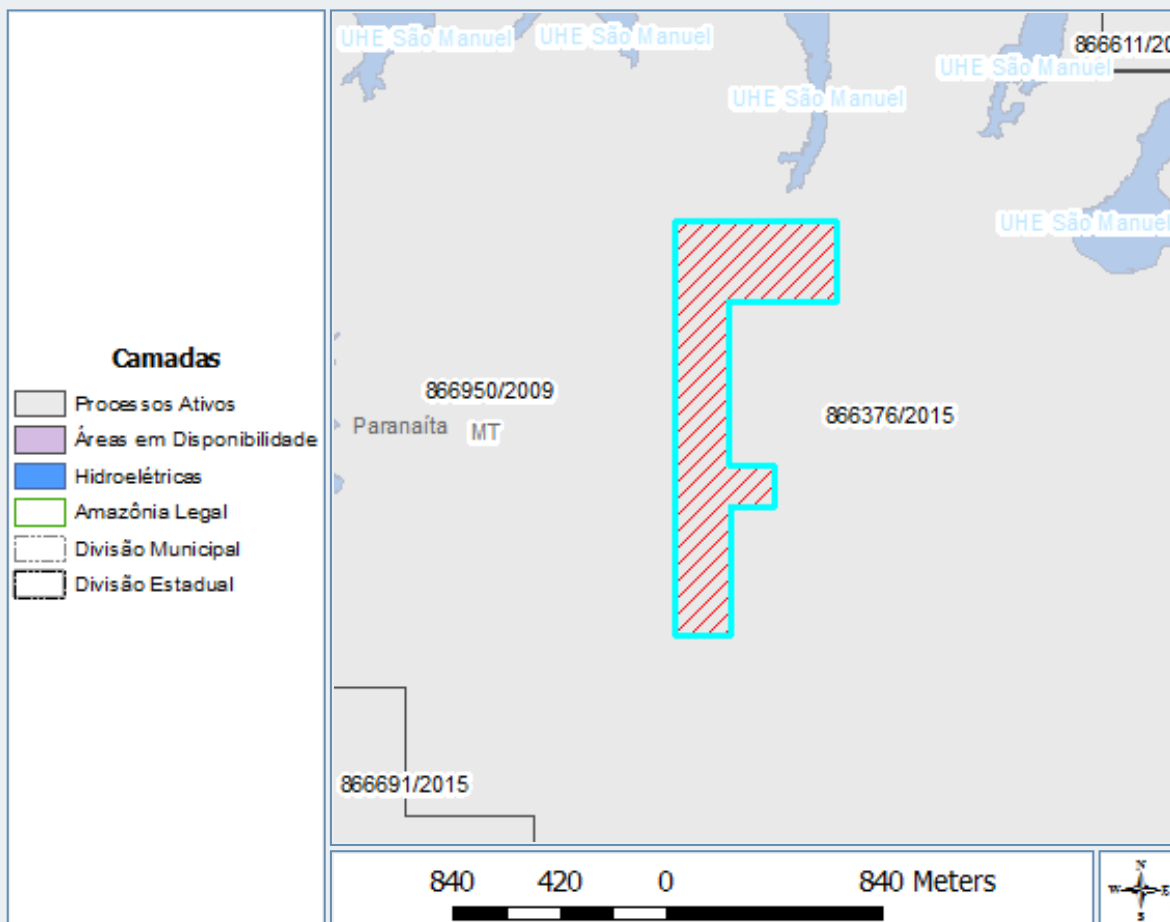 Camadas
Processos Ativos
Áreas em Disponibilidade
Hidroelétricas
Amazônia Legal
Divisão Municipal
Divisão Estadual
UHE São Manuel
UHE São Manuel
866611/20
UHE São Manuel
UHE São Manuel
UHE São Manuel
866950/2009
866376/2015
Paranaíta
MT
866691/2015
840 420 0 840 Meters
N
W E
S